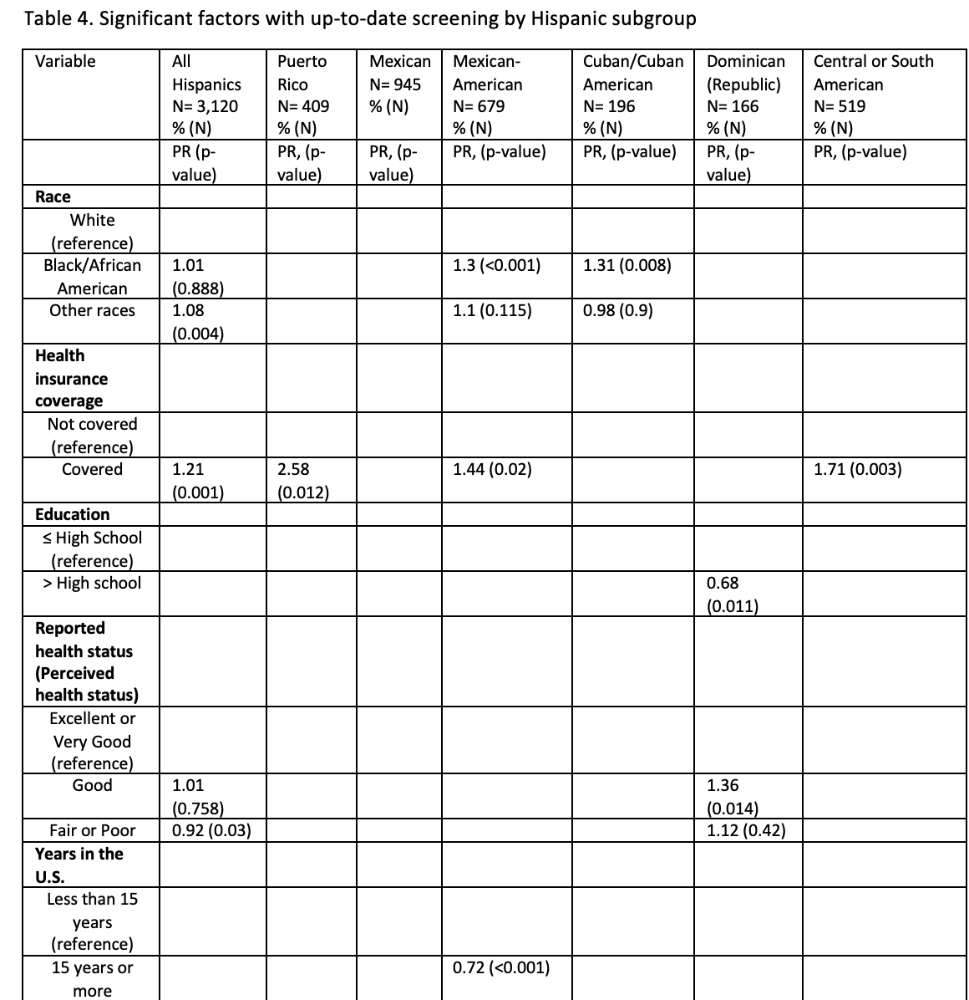 Table 4. Significant factors with up-to-date screening by Hispanic subgroup
Variable
All
Hispanics
N= 3,120
% (N)
Puerto
Rico
N= 409
% (N)
Mexican
N= 945
% (N)
Mexican-
American
N= 679
% (N)
Cuban/Cuban
American
N= 196
% (N)
Dominican
(Republic)
N= 166
% (N)
Central or South
American
N= 519
% (N)
PR (p-
value)
PR, (p-
value)
PR, (p-
value)
PR, (p-value)
PR, (p-value)
PR, (p-
value)
PR, (p-value)
Race
White
(reference)
Black/African
American
1.01
(0.888)
1.3 (<0.001)
1.31 (0.008)
Other races
1.08
(0.004)
1.1 (0.115)
0.98 (0.9)
Health
insurance
coverage
Not covered
(reference)
Covered
1.21
(0.001)
2.58
(0.012)
1.44 (0.02)
1.71 (0.003)
Education
≤ High School
(reference)
> High school
0.68
(0.011)
Reported
health status
(Perceived
health status)
Excellent or
Very Good
(reference)
Good
1.01
(0.758)
1.36
(0.014)
Fair or Poor
0.92 (0.03)
1.12 (0.42)
Years in the
U.S.
Less than 15
years
(reference)
15 years or
more
0.72 (<0.001)